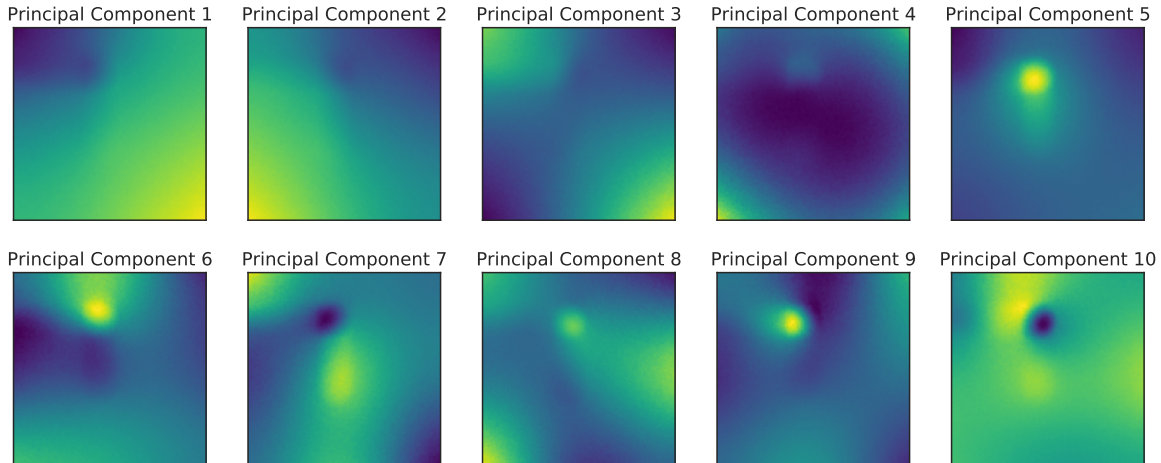 Principal Component 1
Principal Component 2
Principal Component 3
Principal Component 4
Principal Component 5
Principal Component 6
Principal Component 7
Principal Component 8
Principal Component 9
Principal Component 10